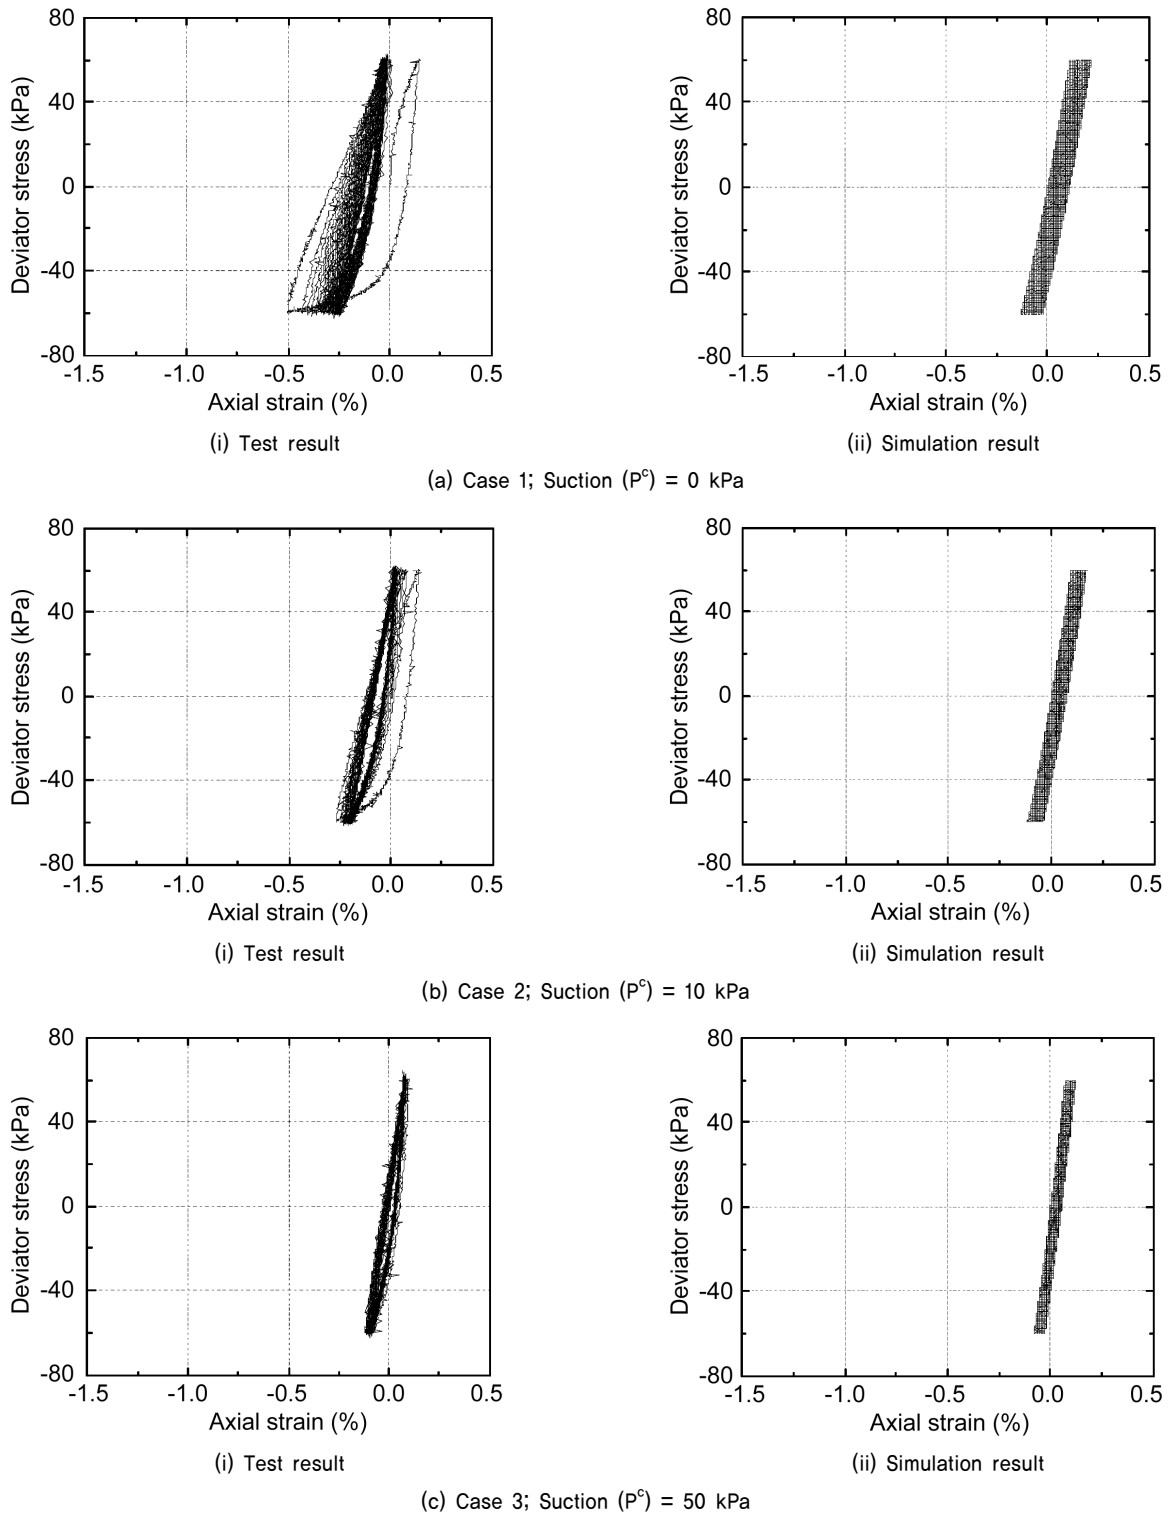 80
40
0
-40
-80
Deviator stress (kPa)
-1.5 -1.0 -0.5 0.0 0.5
Axial strain (%)
(i) Test result
80
40
0
-40
-80
Deviator stress (kPa)
-1.5 -1.0 -0.5 0.0 0.5
Axial strain (%)
(ii) Simulation result
(a) Case 1; Suction (Pᶜ) = 0 kPa
80
40
0
-40
-80
Deviator stress (kPa)
-1.5 -1.0 -0.5 0.0 0.5
Axial strain (%)
(i) Test result
80
40
0
-40
-80
Deviator stress (kPa)
-1.5 -1.0 -0.5 0.0 0.5
Axial strain (%)
(ii) Simulation result
(b) Case 2; Suction (Pᶜ) = 10 kPa
80
40
0
-40
-80
Deviator stress (kPa)
-1.5 -1.0 -0.5 0.0 0.5
Axial strain (%)
(i) Test result
80
40
0
-40
-80
Deviator stress (kPa)
-1.5 -1.0 -0.5 0.0 0.5
Axial strain (%)
(ii) Simulation result
(c) Case 3; Suction (Pᶜ) = 50 kPa